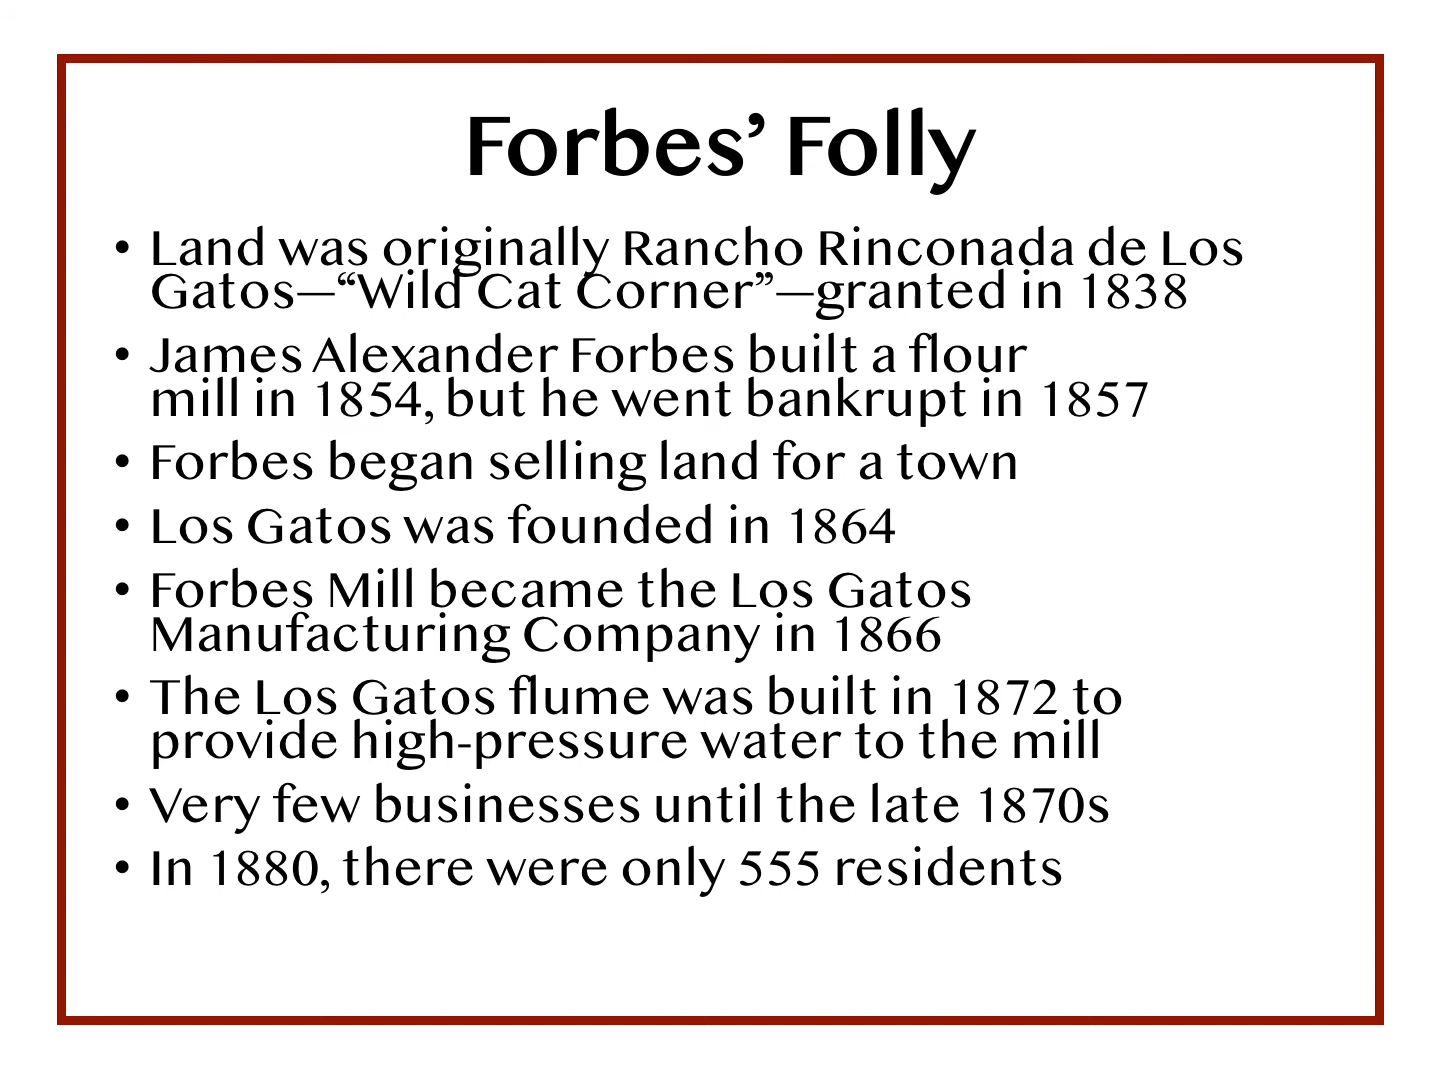 Forbes’ Folly
• Land was originally Rancho Rinconada de Los
Gatos—“Wild Cat Corner”—granted in 1838
• James Alexander Forbes built a flour
mill in 1854, but he went bankrupt in 1857
• Forbes began selling land for a town
• Los Gatos was founded in 1864
• Forbes Mill became the Los Gatos
Manufacturing Company in 1866
• The Los Gatos flume was built in 1872 to
provide high-pressure water to the mill
• Very few businesses until the late 1870s
• In 1880, there were only 555 residents